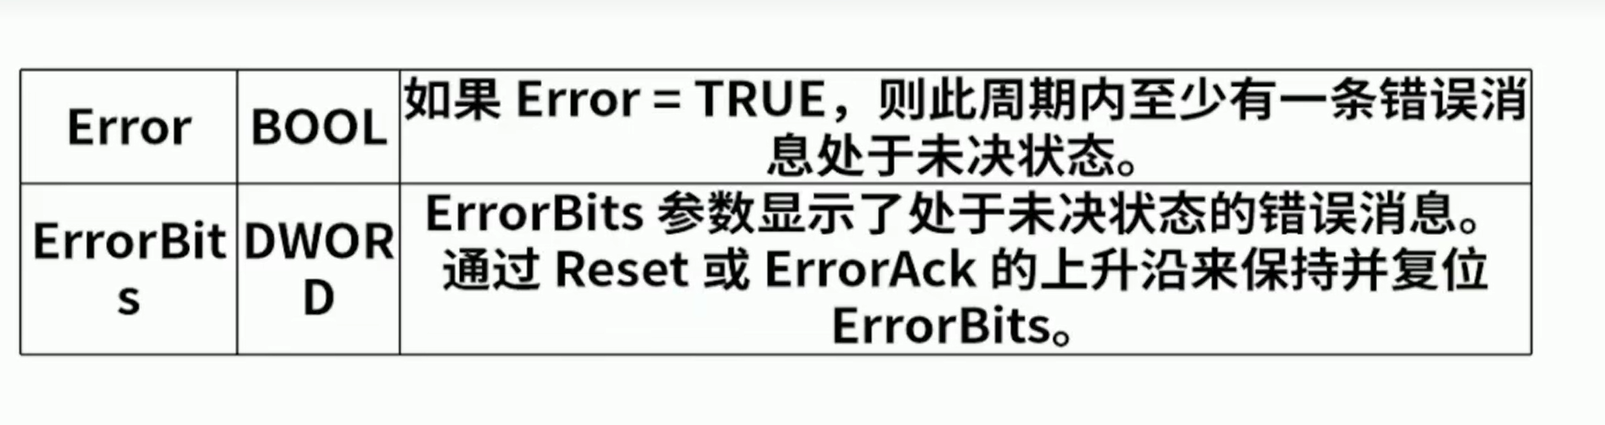 Error
BOOL
如果 Error = TRUE，则此周期内至少有一条错误消
息处于未决状态。
ErrorBit
s
DWOR
D
ErrorBits 参数显示了处于未决状态的错误消息。
通过 Reset 或 ErrorAck 的上升沿来保持并复位
ErrorBits。